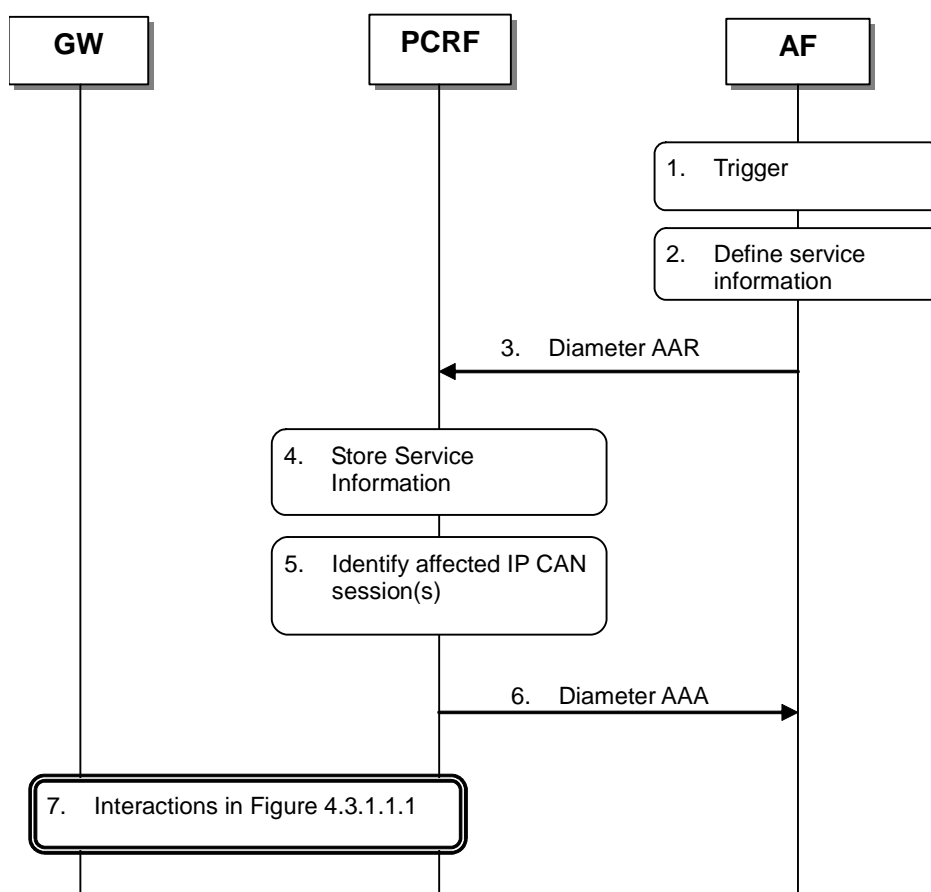 GW
PCRF
AF
1. Trigger
2. Define service
information
3. Diameter AAR
4. Store Service
Information
5. Identify affected IP CAN
session(s)
6. Diameter AAA
7. Interactions in Figure 4.3.1.1.1